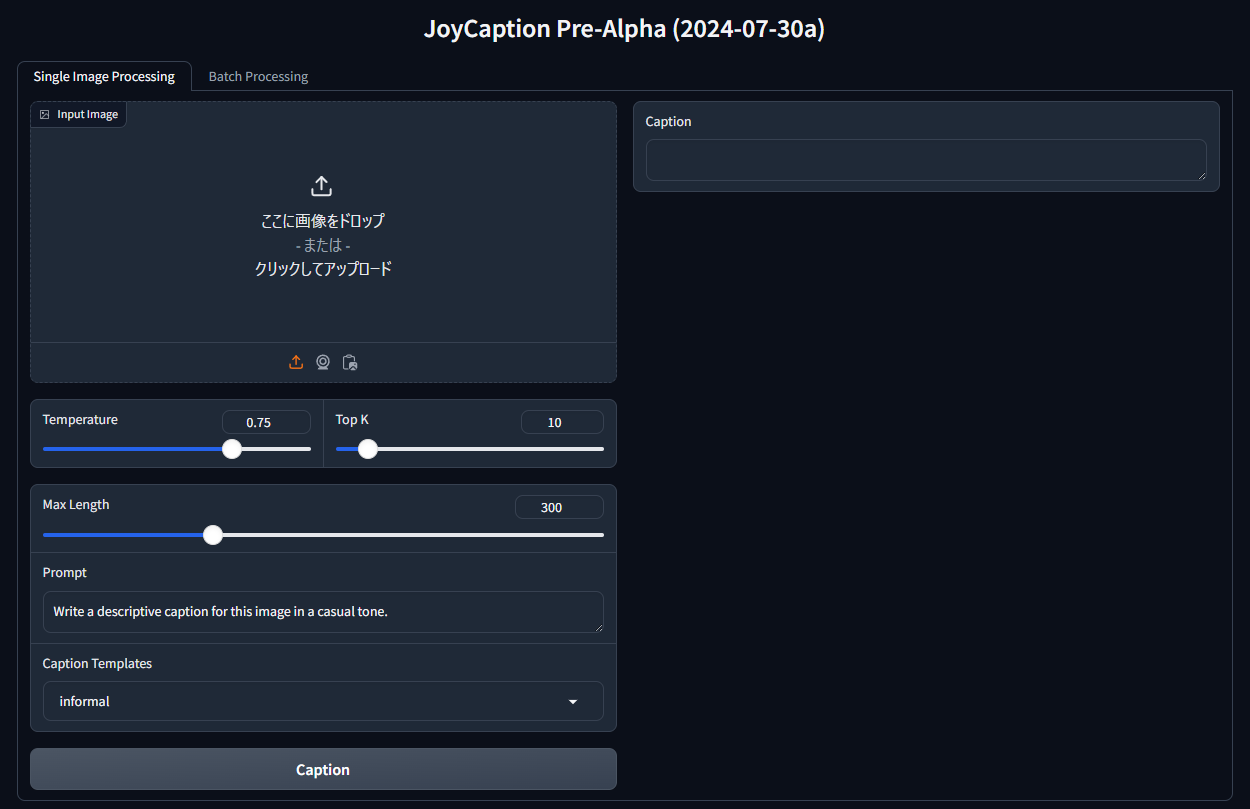 JoyCaption Pre-Alpha (2024-07-30a)
Single Image Processing
Batch Processing
Input Image
ここに画像をドロップ
- または -
クリックしてアップロード
Temperature
0.75
Top K
10
Max Length
300
Prompt
Write a descriptive caption for this image in a casual tone.
Caption Templates
informal
Caption
Caption